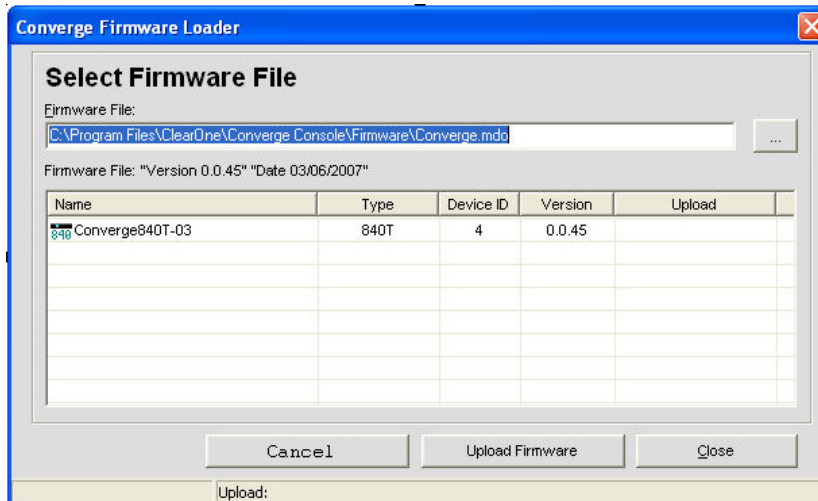 Converge Firmware Loader
Select Firmware File
Firmware File:
C:\Program Files\ClearOne\Converge Console\Firmware\Converge.mdo
...
Firmware File: "Version 0.0.45" "Date 03/06/2007"
Name Type Device ID Version Upload
840 Converge840T-03 840T 4 0.0.45
Cancel Upload Firmware Close
Upload: